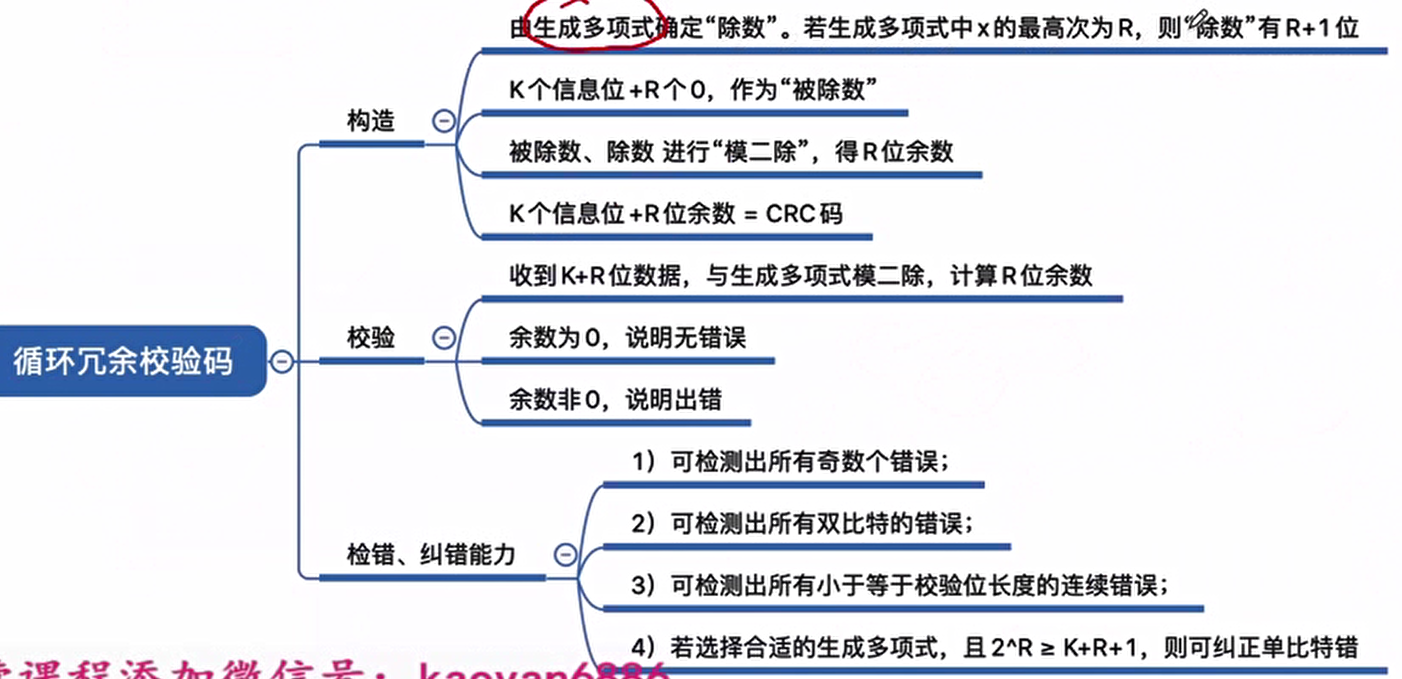 由生成多项式确定“除数”。若生成多项式中x的最高次为R，则“除数”有R+1位
K个信息位+R个0，作为“被除数”
构造
被除数、除数 进行“模二除”，得R位余数
K个信息位+R位余数 = CRC码
收到K+R位数据，与生成多项式模二除，计算R位余数
校验
余数为0，说明无错误
循环冗余校验码
余数非0，说明出错
1）可检测出所有奇数个错误；
2）可检测出所有双比特的错误；
检错、纠错能力
3）可检测出所有小于等于校验位长度的连续错误；
4）若选择合适的生成多项式，且2^R ≥ K+R+1，则可纠正单比特错
课程添加微信号：kaoyan6886